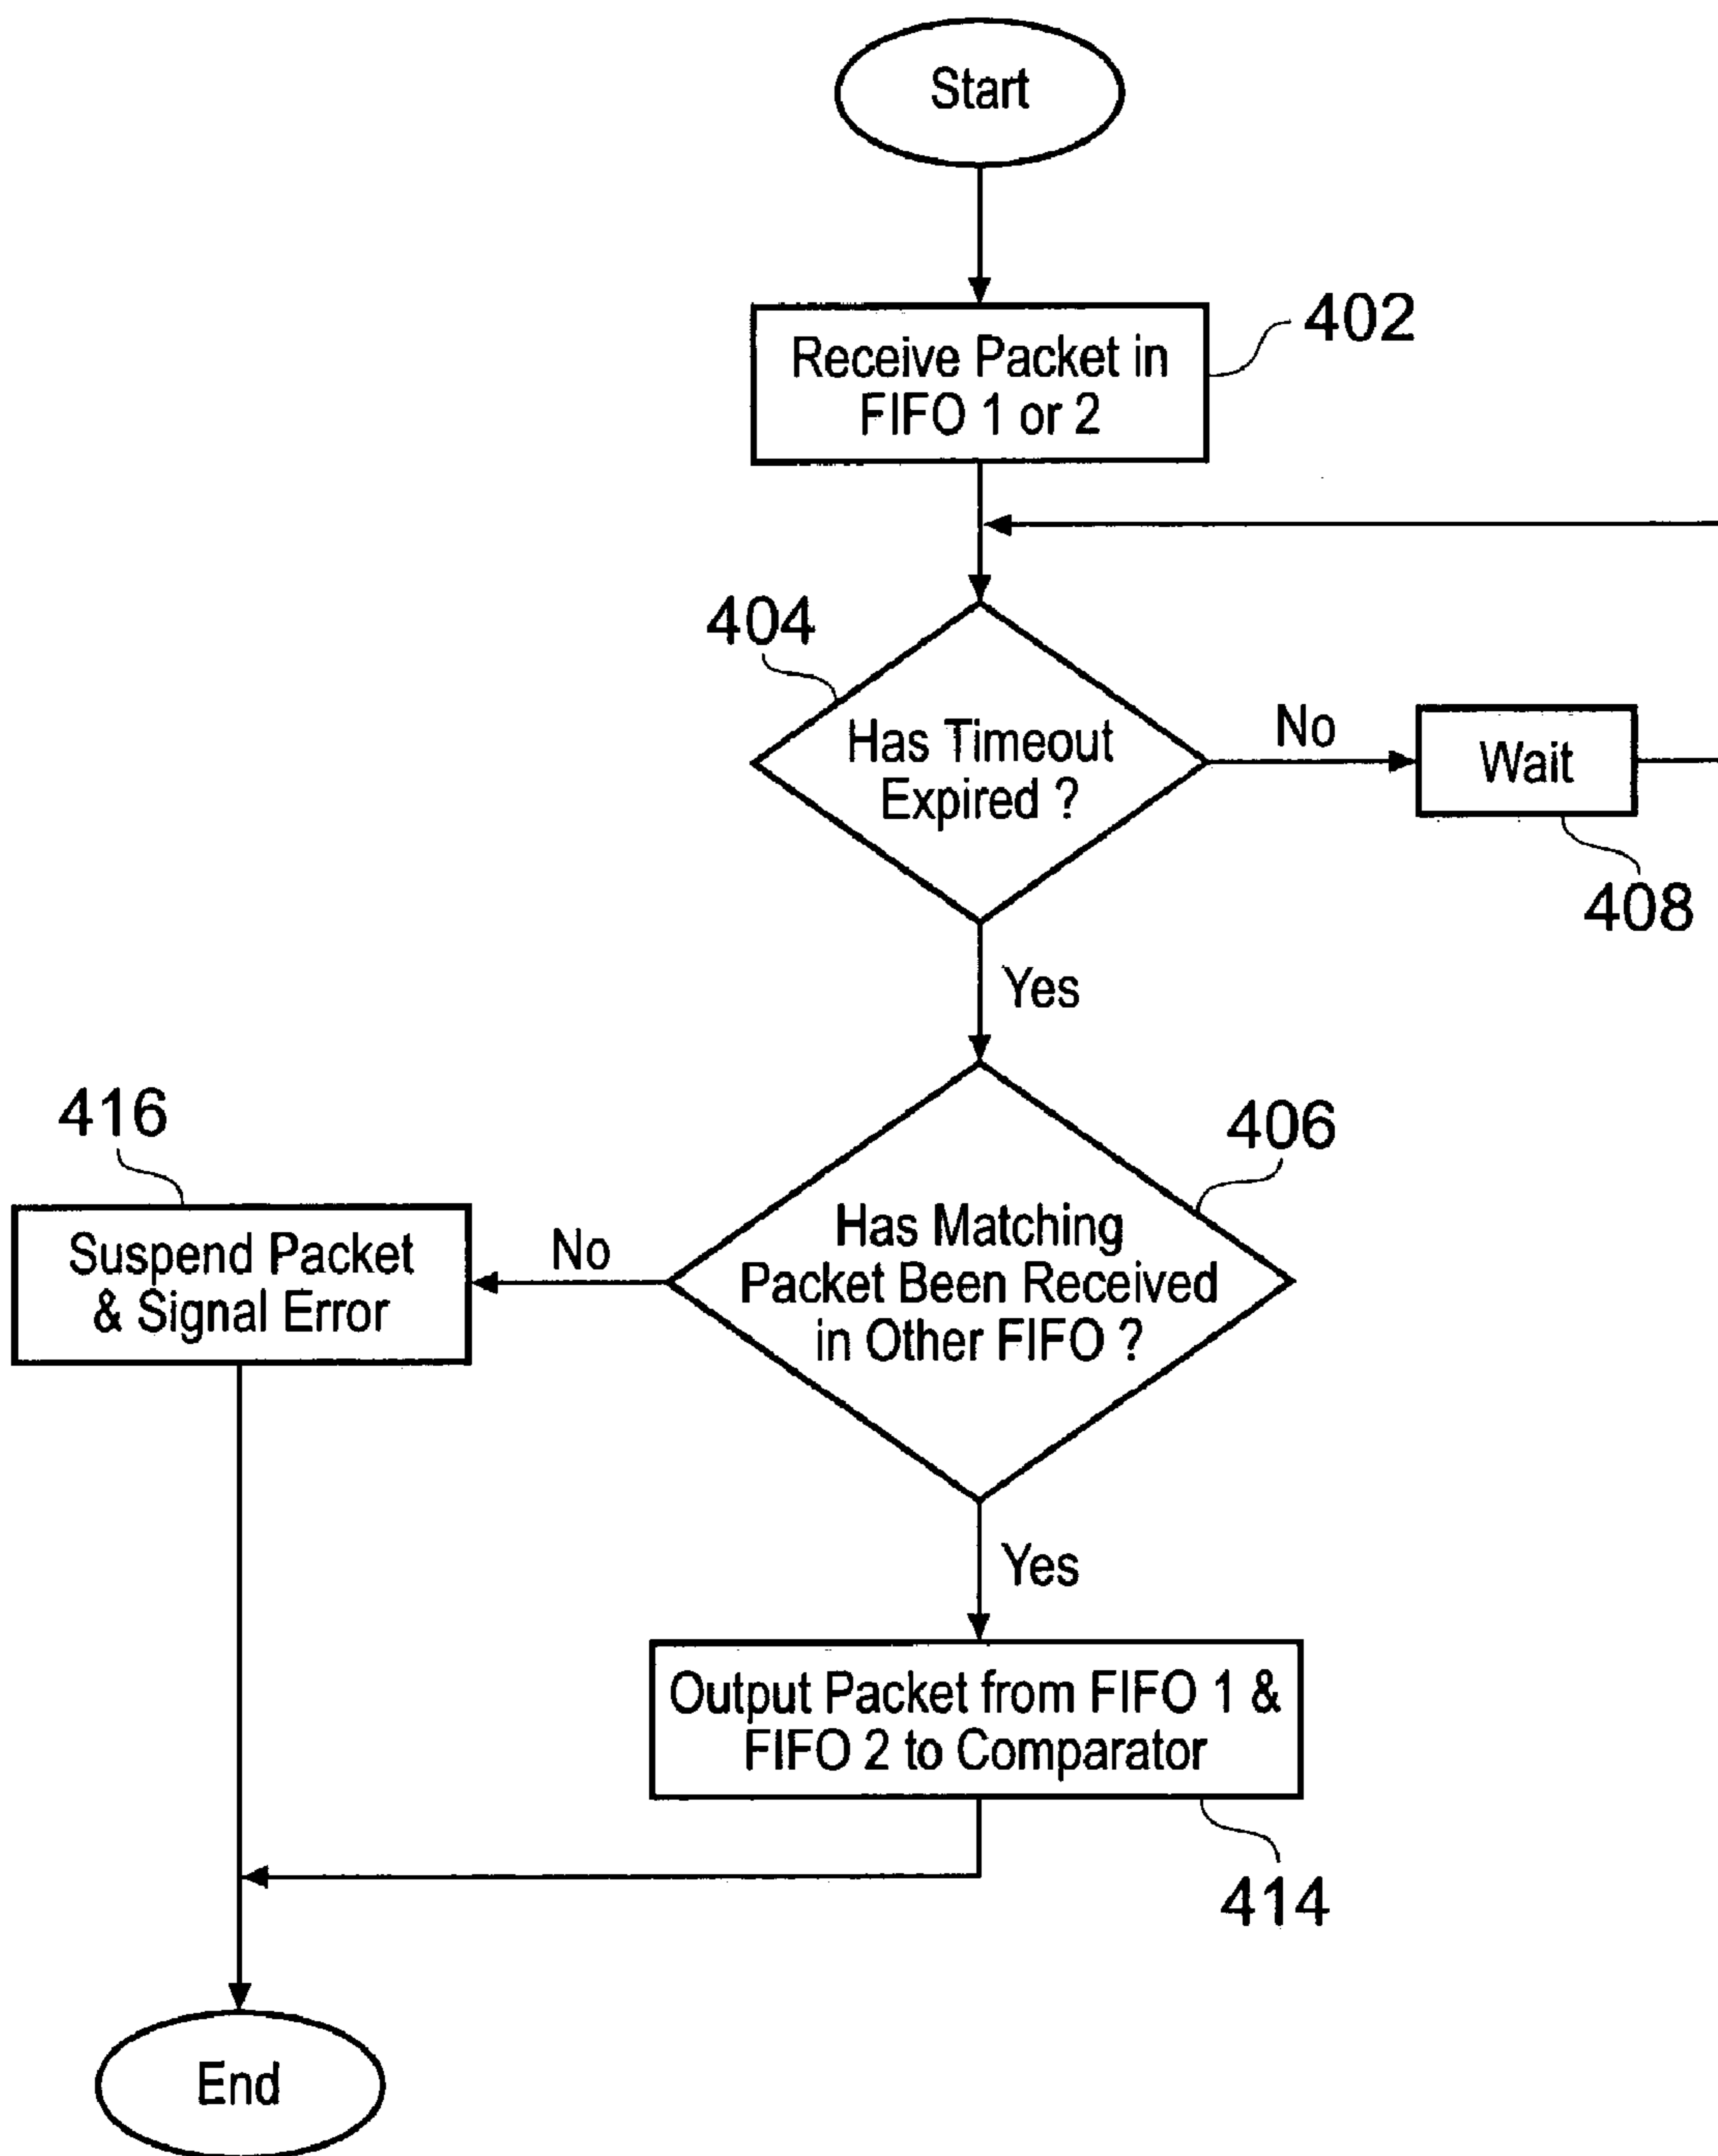 Start
402
Receive Packet in
FIFO 1 or 2
404
Has Timeout
Expired ?
No
Wait
408
Yes
416
406
Suspend Packet
& Signal Error
No
Has Matching
Packet Been Received
in Other FIFO ?
Yes
Output Packet from FIFO 1 &
FIFO 2 to Comparator
414
End